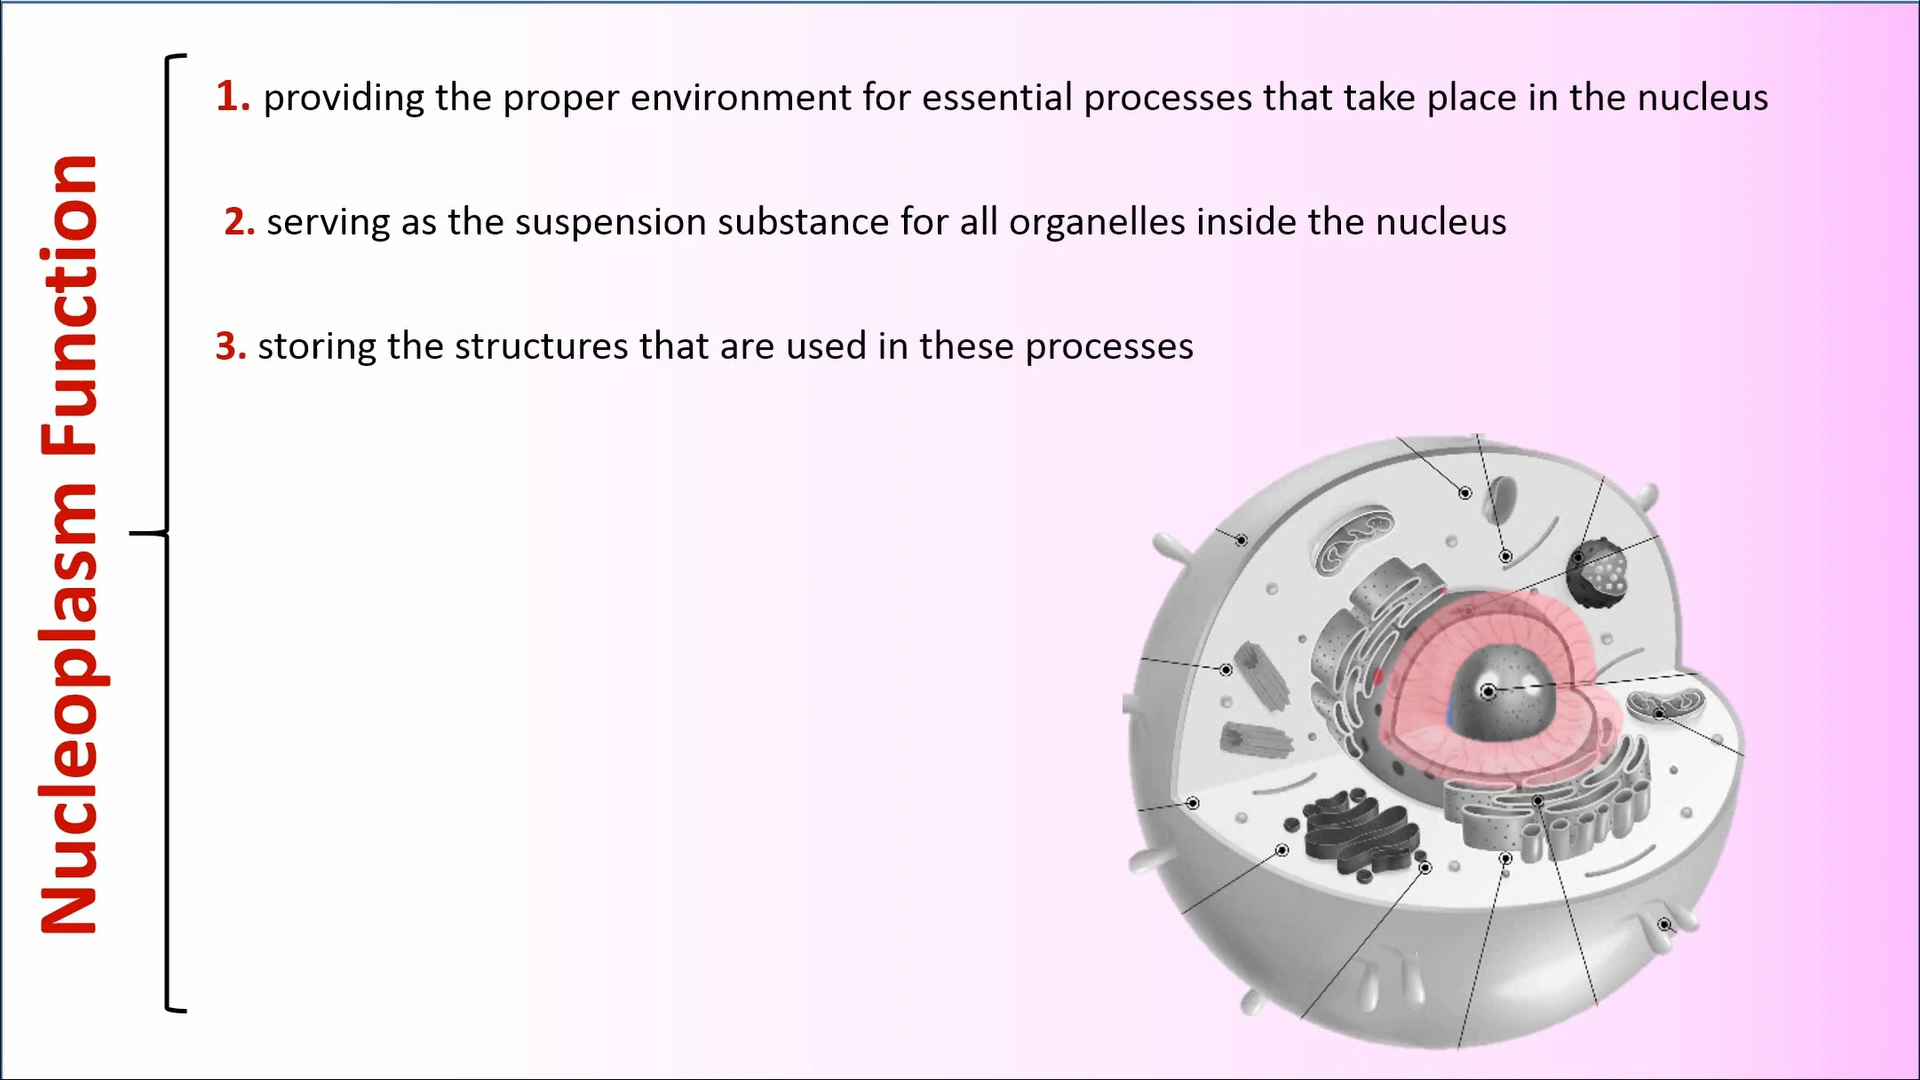 Nucleoplasm Function
1. providing the proper environment for essential processes that take place in the nucleus
2. serving as the suspension substance for all organelles inside the nucleus
3. storing the structures that are used in these processes